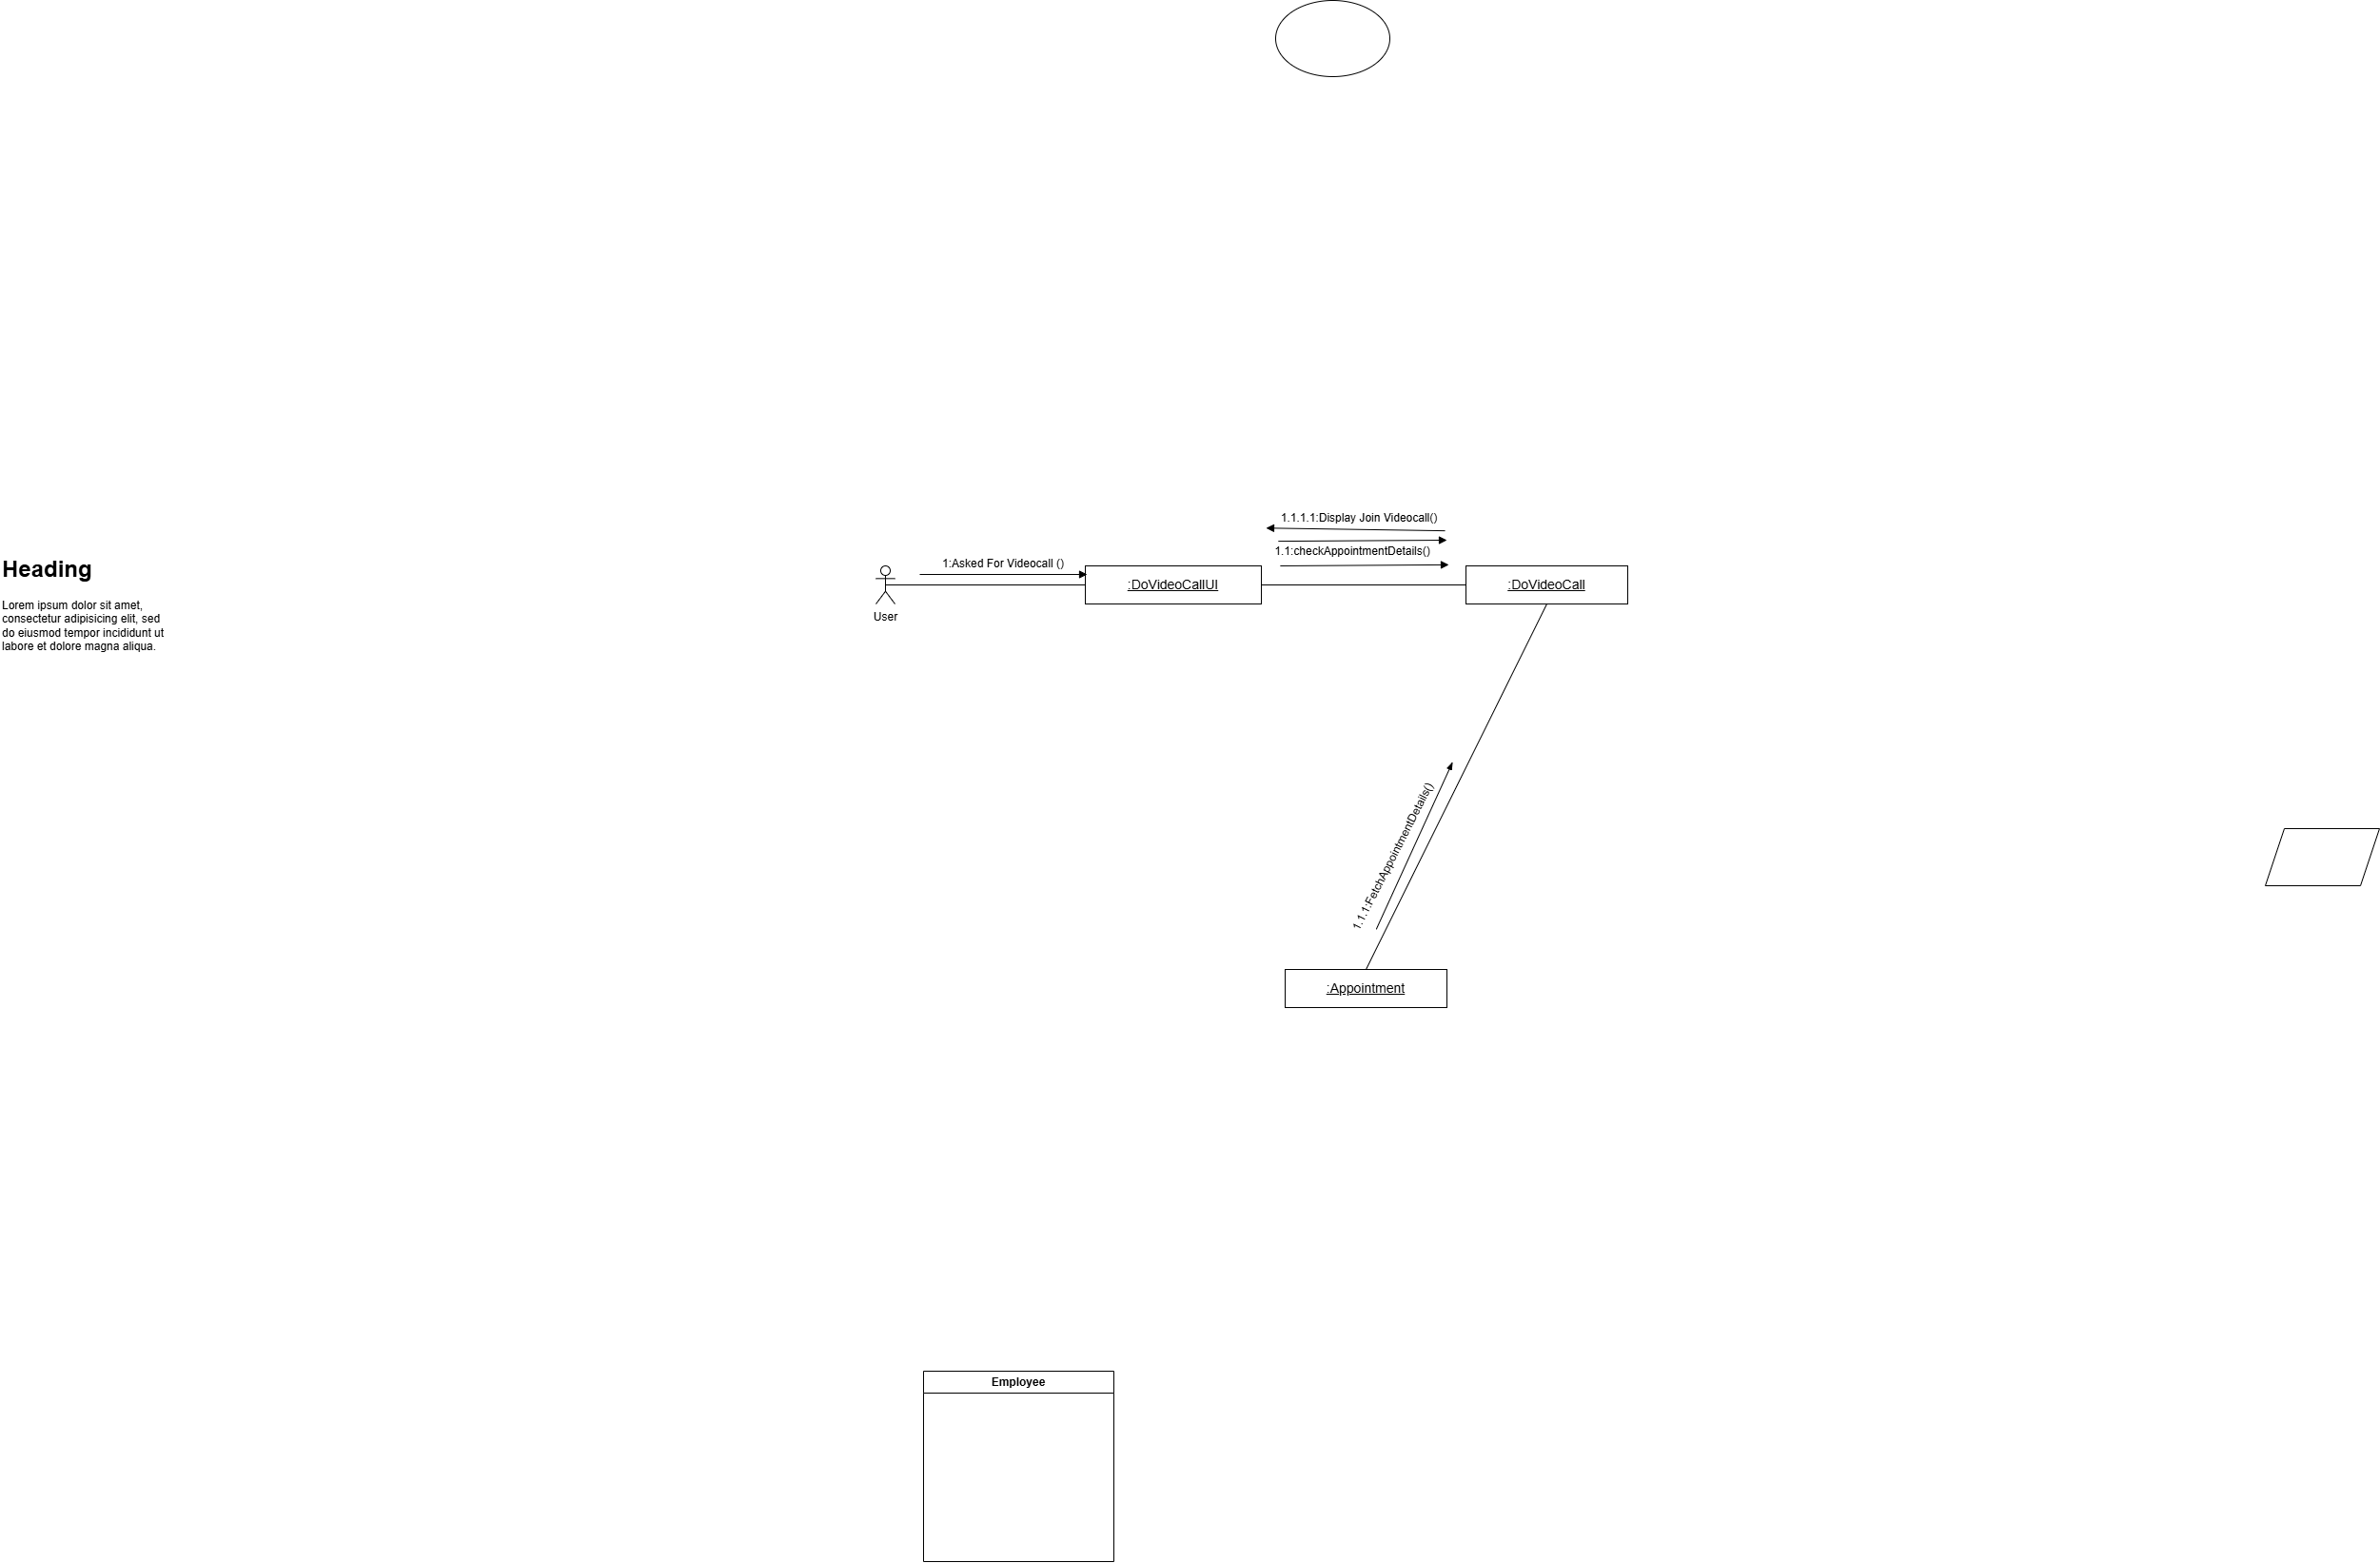 1.1.1.1:Display Join Videocall()
1.1:checkAppointmentDetails()
1:Asked For Videocall ()
:DoVideoCallUI
:DoVideoCall
User
Heading
Lorem ipsum dolor sit amet,
consectetur adipisicing elit, sed
do eiusmod tempor incididunt ut
labore et dolore magna aliqua.
1.1.1:FetchAppointmentDetails()
:Appointment
Employee